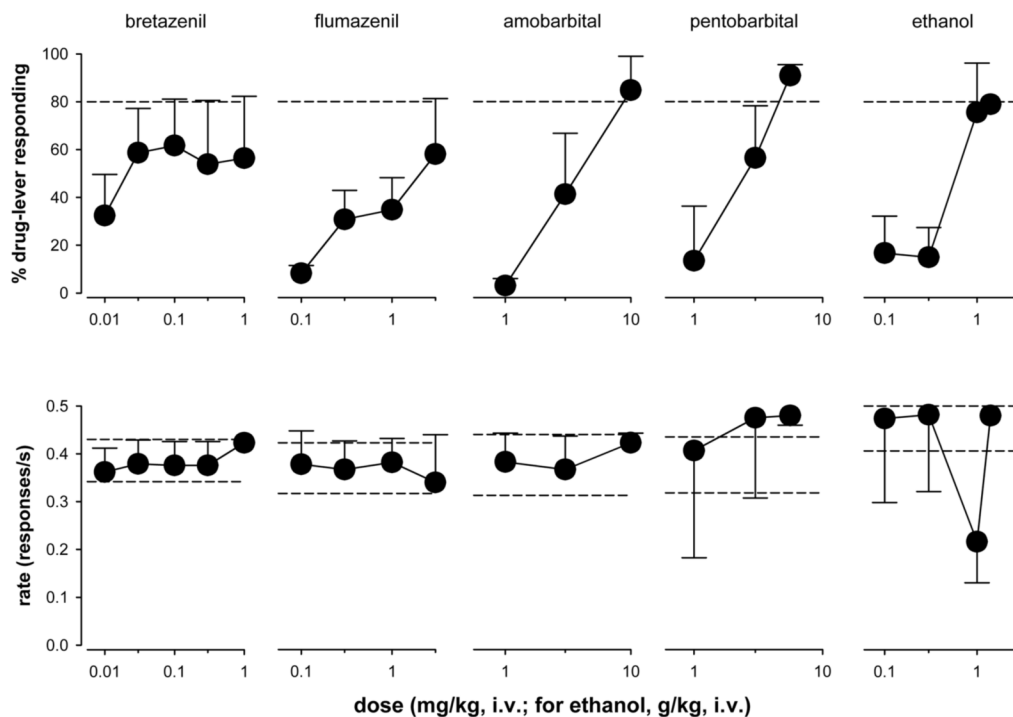 bretazenil flumazenil amobarbital pentobarbital ethanol
% drug-lever responding
100
80
60
40
20
0
0.01 0.1 1 0.1 1 1 10 1 10 0.1 1
rate (responses/s)
0.5
0.4
0.3
0.2
0.1
0.0
0.01 0.1 1 0.1 1 1 10 1 10 0.1 1
dose (mg/kg, i.v.; for ethanol, g/kg, i.v.)